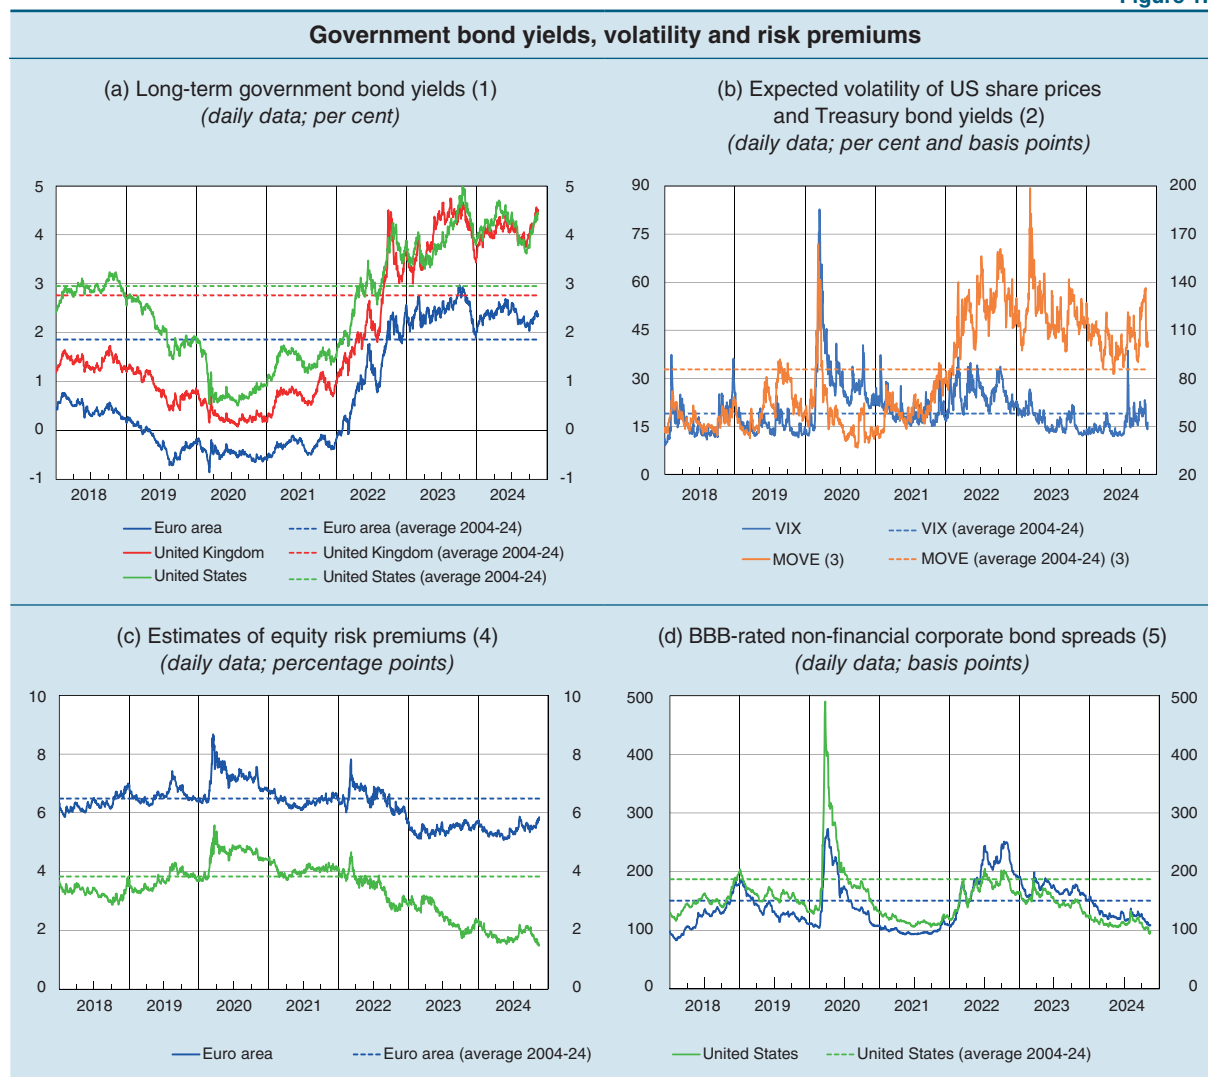 Government bond yields, volatility and risk premiums
(a) Long-term government bond yields (1)
(daily data; per cent)
5 5
4 4
3 3
2 2
1 1
0 0
-1 -1
2018 2019 2020 2021 2022 2023 2024
Euro area Euro area (average 2004-24)
United Kingdom United Kingdom (average 2004-24)
United States United States (average 2004-24)
(b) Expected volatility of US share prices
and Treasury bond yields (2)
(daily data; per cent and basis points)
90 200
75 170
60 140
45 110
30 80
15 50
0 20
2018 2019 2020 2021 2022 2023 2024
VIX VIX (average 2004-24)
MOVE (3) MOVE (average 2004-24) (3)
(c) Estimates of equity risk premiums (4)
(daily data; percentage points)
10 10
8 8
6 6
4 4
2 2
0 0
2018 2019 2020 2021 2022 2023 2024
(d) BBB-rated non-financial corporate bond spreads (5)
(daily data; basis points)
500 500
400 400
300 300
200 200
100 100
0 0
2018 2019 2020 2021 2022 2023 2024
Euro area Euro area (average 2004-24) United States United States (average 2004-24)